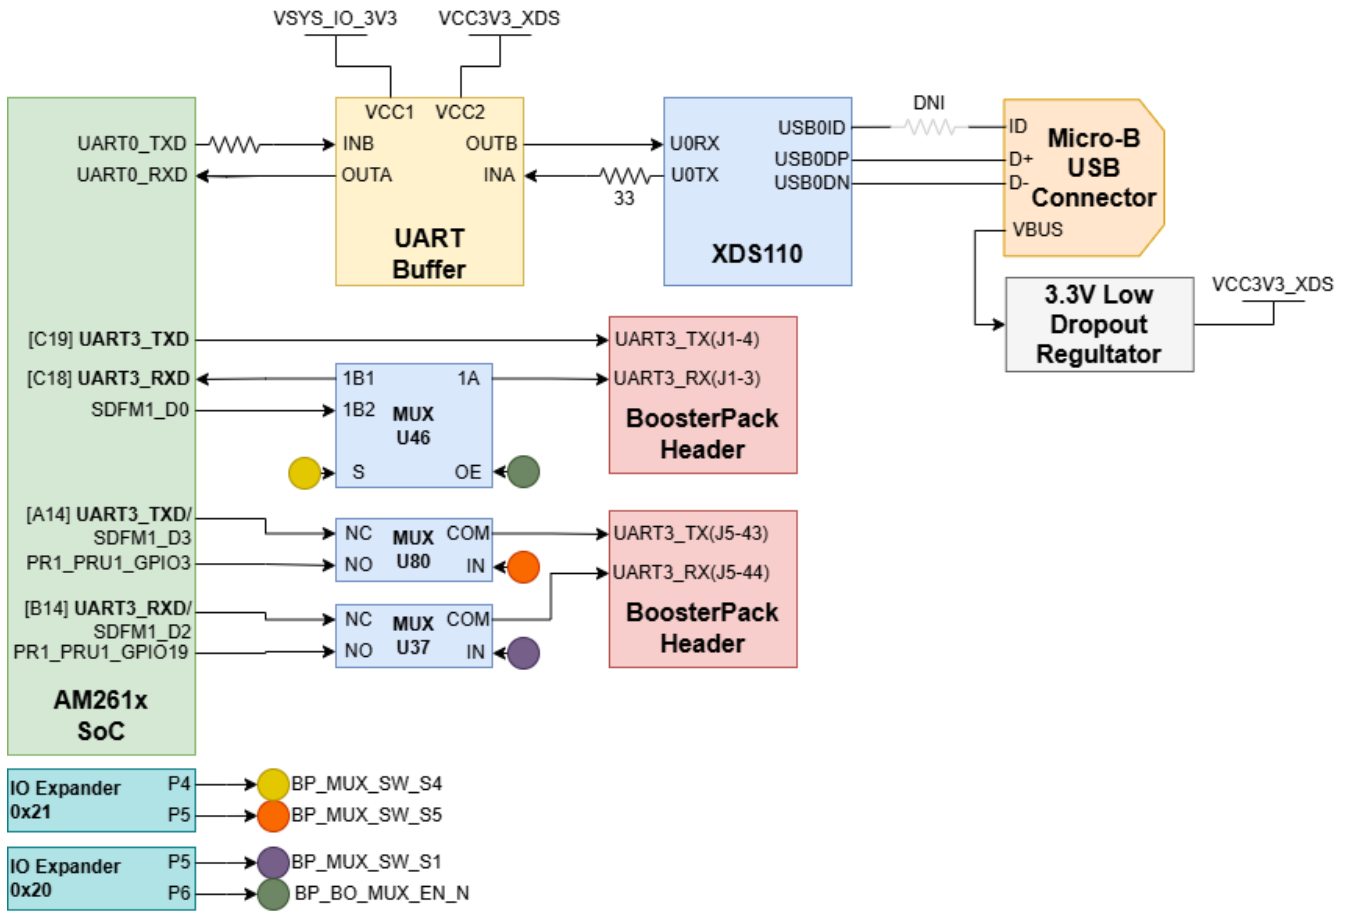 VSYS_IO_3V3
VCC3V3_XDS
VCC1
VCC2
UART0_TXD
UART0_RXD
INB
OUTA
OUTB
INA
UART
Buffer
33
U0RX
U0TX
USB0ID
USB0DP
USB0DN
XDS110
DNI
ID
D+
D-
VBUS
Micro-B
USB
Connector
3.3V Low
Dropout
Regultator
VCC3V3_XDS
[C19] UART3_TXD
[C18] UART3_RXD
SDFM1_D0
1B1
1A
1B2
MUX
U46
S
OE
UART3_TX(J1-4)
UART3_RX(J1-3)
BoosterPack
Header
[A14] UART3_TXD/
SDFM1_D3
PR1_PRU1_GPIO3
NC
COM
NO
IN
MUX
U80
[B14] UART3_RXD/
SDFM1_D2
PR1_PRU1_GPIO19
NC
COM
NO
IN
MUX
U37
UART3_TX(J5-43)
UART3_RX(J5-44)
BoosterPack
Header
AM261x
SoC
IO Expander
0x21
P4
P5
BP_MUX_SW_S4
BP_MUX_SW_S5
IO Expander
0x20
P5
P6
BP_MUX_SW_S1
BP_BO_MUX_EN_N